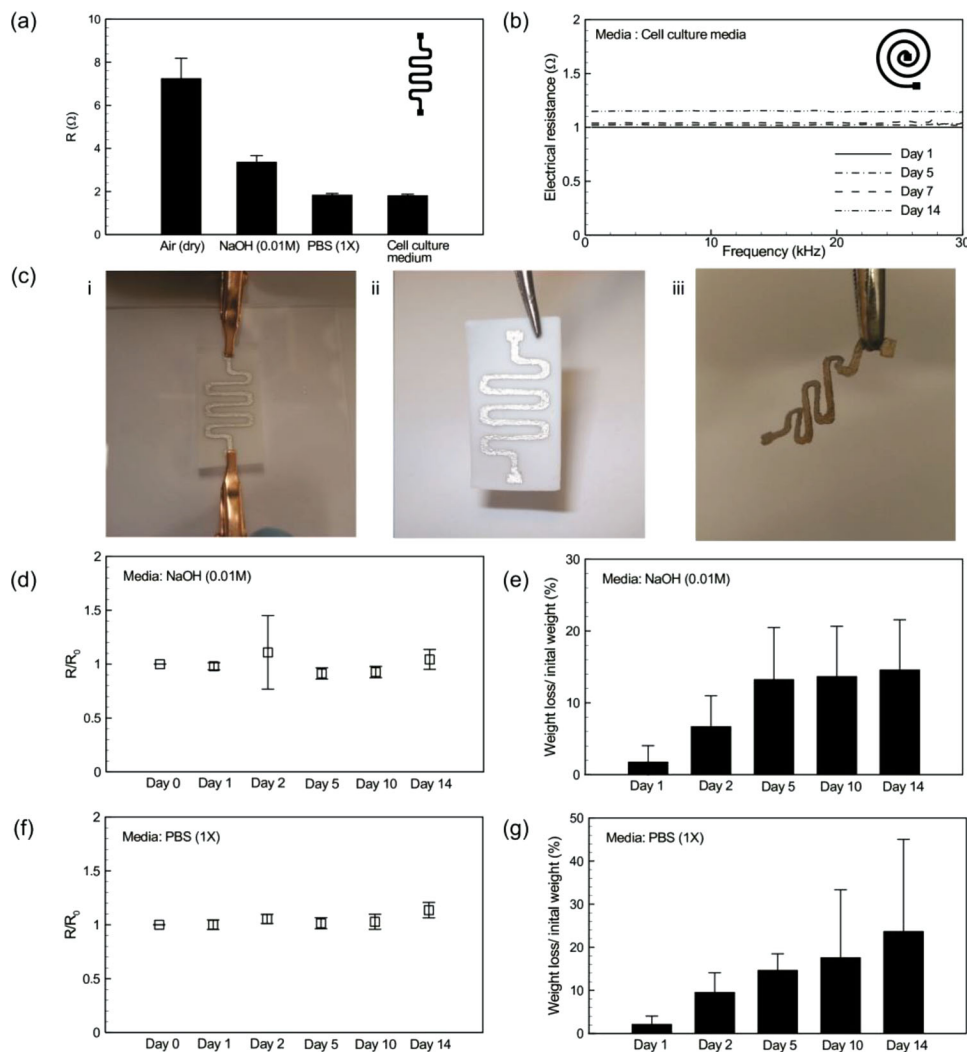 (a)
10
8
6
4
2
0
R (Ω)
Air (dry) NaOH (0.01M) PBS (1X) Cell culture
medium
(b)
Media : Cell culture media
2
1.5
1
0.5
0
Electrical resistance (Ω)
Day 1
Day 5
Day 7
Day 14
0 10 20 30
Frequency (kHz)
(c)
i
ii
iii
(d)
Media: NaOH (0.01M)
2
1.5
1
0.5
0
R/R0
Day 0 Day 1 Day 2 Day 5 Day 10 Day 14
(e)
Media: NaOH (0.01M)
30
20
10
0
Weight loss/ inital weight (%)
Day 1 Day 2 Day 5 Day 10 Day 14
(f)
Media: PBS (1X)
2
1.5
1
0.5
0
R/R0
Day 0 Day 1 Day 2 Day 5 Day 10 Day 14
(g)
Media: PBS (1X)
50
40
30
20
10
0
Weight loss/ inital weight (%)
Day 1 Day 2 Day 5 Day 10 Day 14